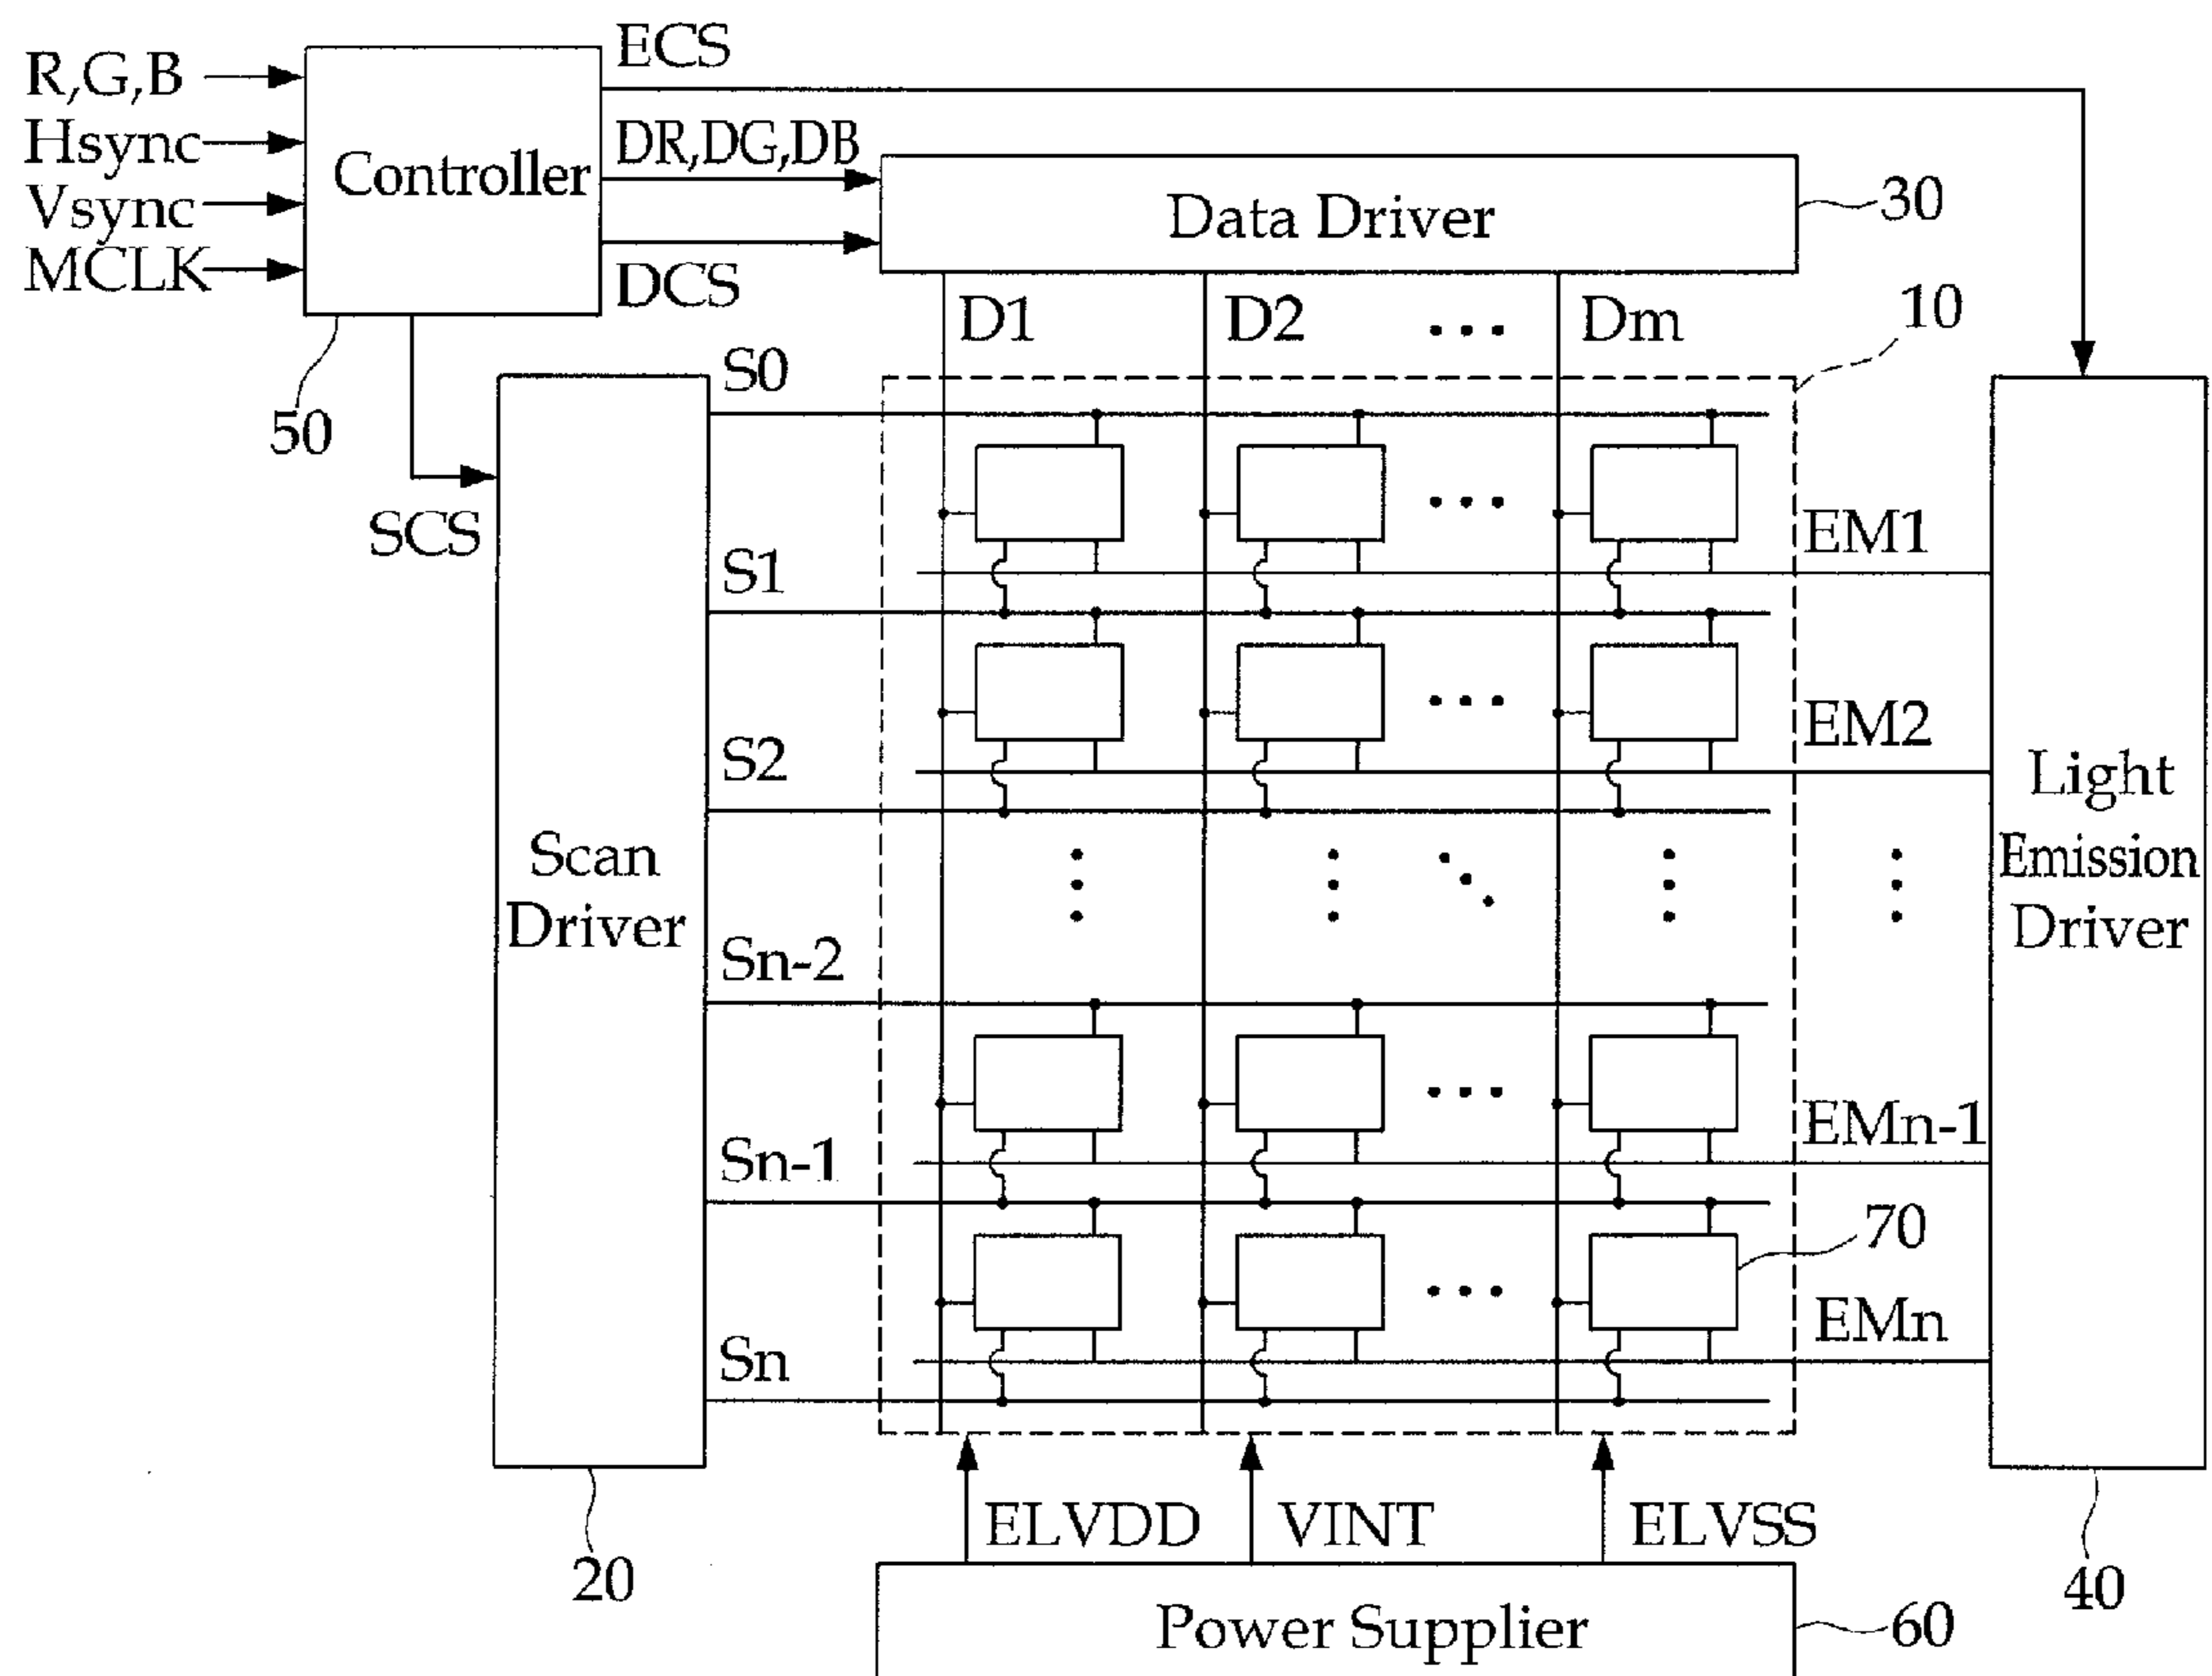 ECS
R,G,B
Hsync
Vsync
MCLK
Controller
DR,DG,DB
DCS
Data Driver
30
D1
D2
Dm
10
50
SCS
S0
S1
S2
Sn-2
Sn-1
Sn
Scan
Driver
EM1
EM2
EMn-1
70
EMn
Light
Emission
Driver
20
ELVDD
VINT
ELVSS
40
Power Supplier
60